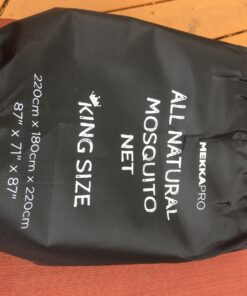 MEKKAPRO
ALL NATURAL
MOSQUITO
NET
KING SIZE
220cm x 180cm x 220cm
87" x 71" x 87"